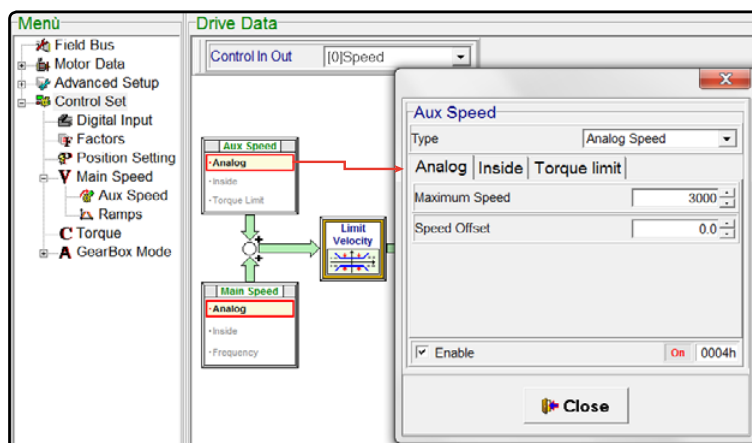 Menù
Field Bus
Motor Data
Advanced Setup
Control Set
Digital Input
Factors
Position Setting
V Main Speed
Aux Speed
Ramps
C Torque
A GearBox Mode
Drive Data
Control In Out [0]Speed
Aux Speed
·Analog
·Inside
·Torque Limit
Limit
Velocity
Main Speed
·Analog
·Inside
·Frequency
X
Aux Speed
Type Analog Speed
Analog Inside Torque limit
Maximum Speed 3000
Speed Offset 0.0
Enable On 0004h
Close